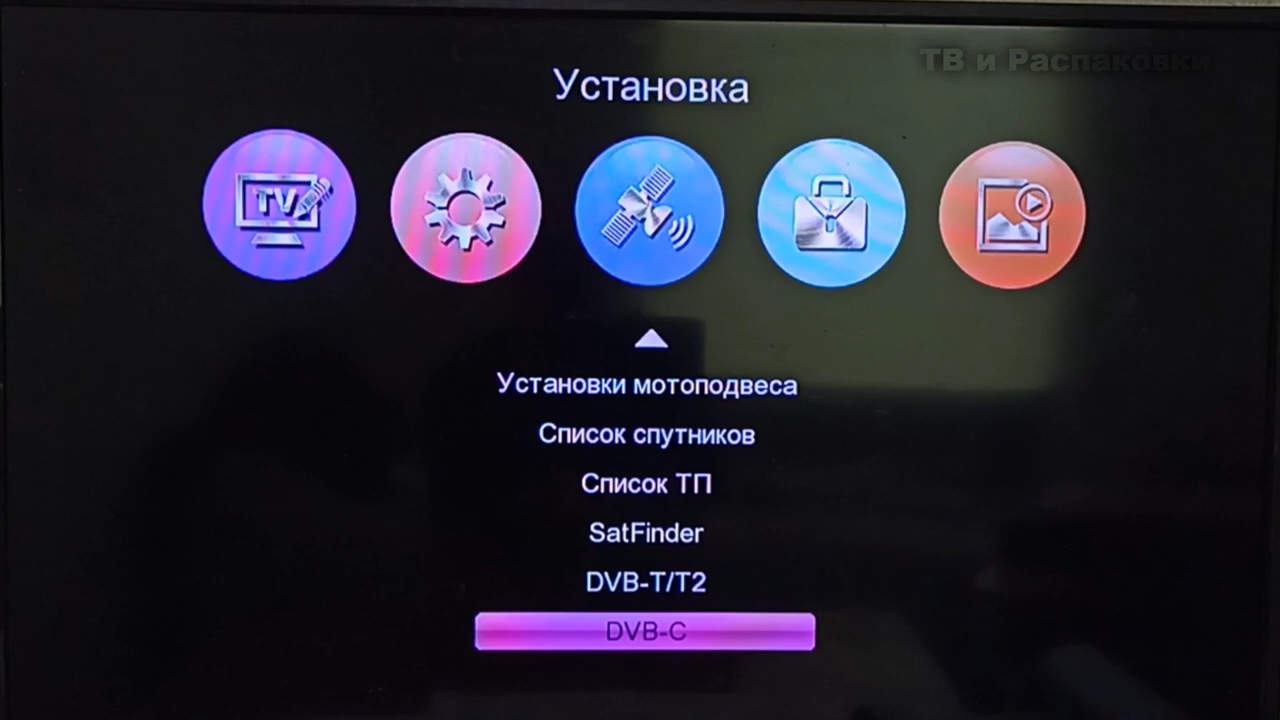 ТВ и Распаковки
Установка
TV
Установки мотоподвеса
Список спутников
Список ТП
SatFinder
DVB-T/T2
DVB-C